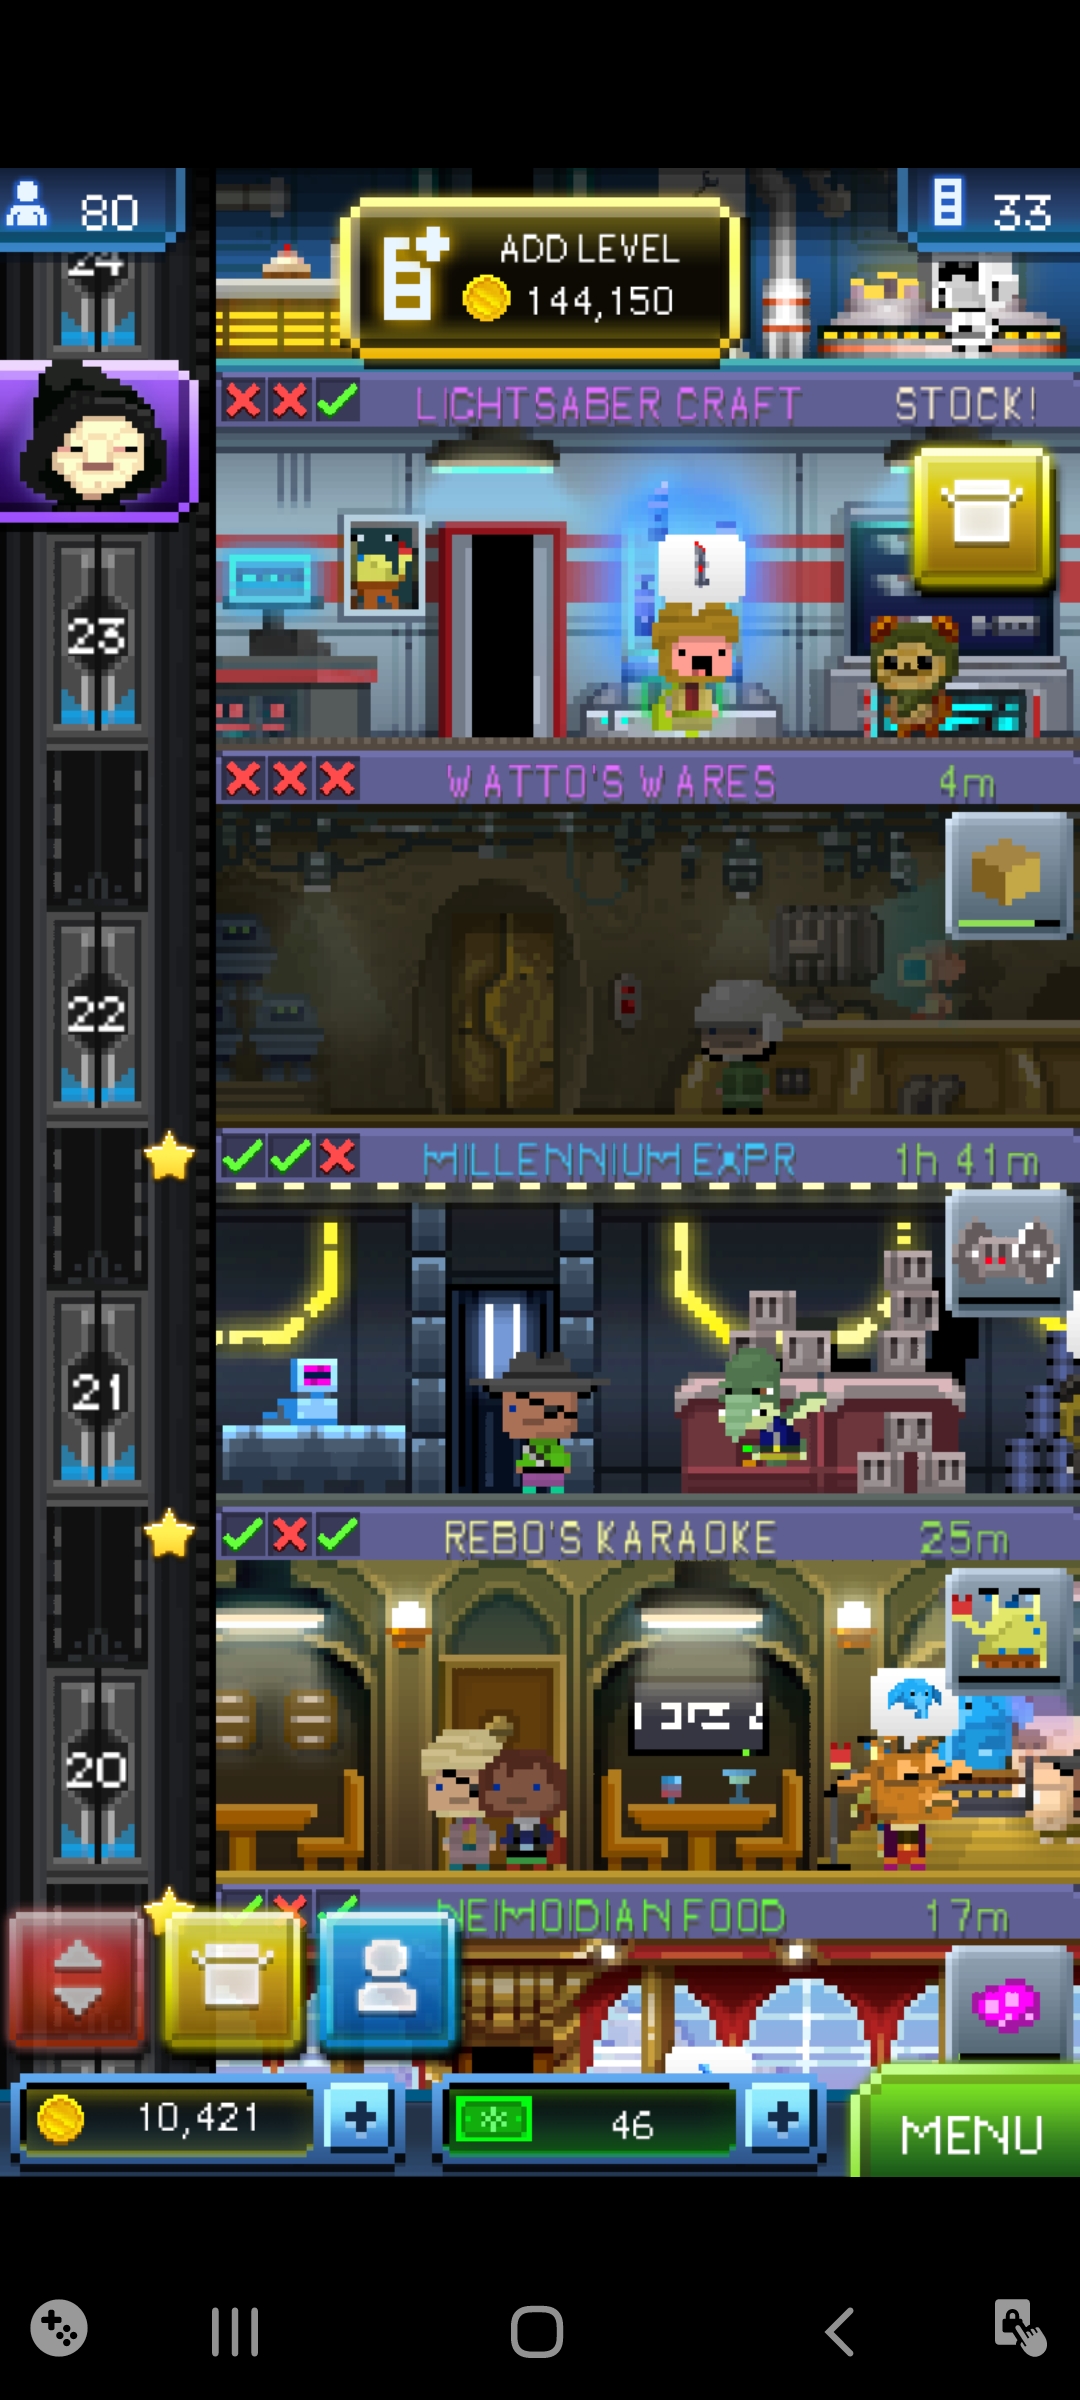 80
33
ADD LEVEL
144,150
24
LIGHTSABER CRAFT STOCK!
23
WATTO'S WARES 4m
22
MILLENNIUM EXPR 1h 41m
21
REBO'S KARAOKE 25m
20
NEIMOIDIAN FOOD 17m
10,421
46
MENU